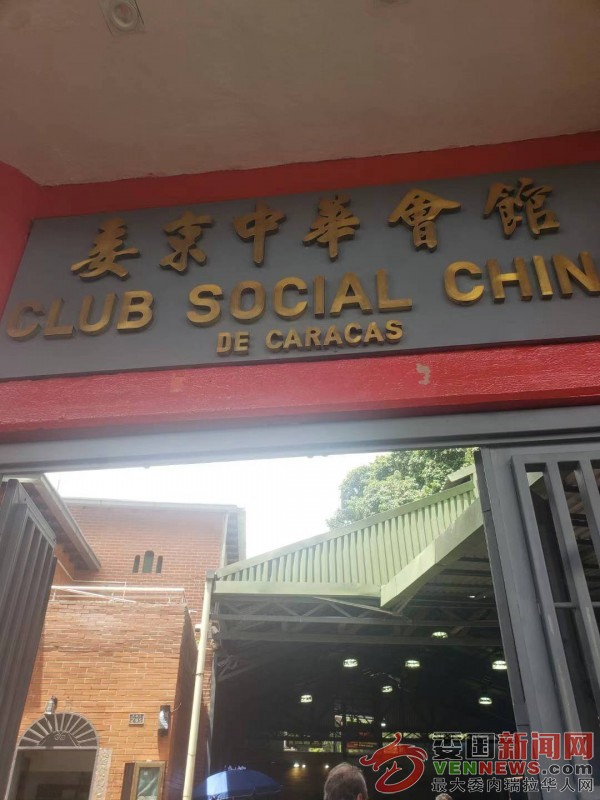 委京中華會館
CLUB SOCIAL CHIN
DE CARACAS
委国新闻网
VENNEWS.COM
最大委内瑞拉华人网